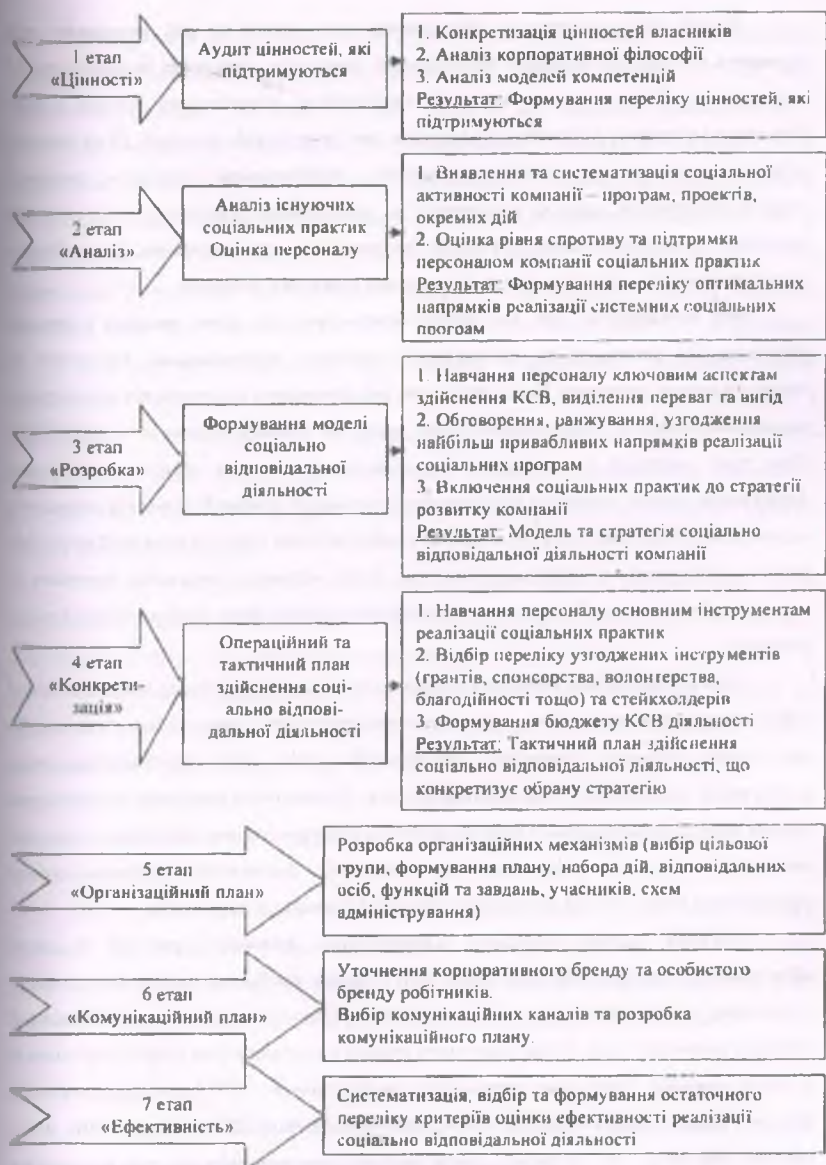 1 етап
«Цінності»
Аудит цінностей, які
підтримуються
1. Конкретизація цінностей власників
2. Аналіз корпоративної філософії
3. Аналіз моделей компетенцій
Результат: Формування переліку цінностей, які
підтримуються
2 етап
«Аналіз»
Аналіз існуючих
соціальних практик
Оцінка персоналу
1. Виявлення та систематизація соціальної
активності компанії – програм, проектів,
окремих дій
2. Оцінка рівня спротиву та підтримки
персоналом компанії соціальних практик
Результат: Формування переліку оптимальних
напрямків реалізації системних соціальних
програм
3 етап
«Розробка»
Формування моделі
соціально
відповідальної
діяльності
1. Навчання персоналу ключовим аспектам
здійснення КСВ, виділення переваг та вигід
2. Обговорення, ранжування, узгодження
найбільш привабливих напрямків реалізації
соціальних програм
3. Включення соціальних практик до стратегії
розвитку компанії
Результат: Модель та стратегія соціально
відповідальної діяльності компанії
4 етап
«Конкрети-
зація»
Операційний та
тактичний план
здійснення соці-
ально відпові-
дальної діяльності
1. Навчання персоналу основним інструментам
реалізації соціальних практик
2. Відбір переліку узгоджених інструментів
(грантів, спонсорства, волонтерства,
благодійності тощо) та стейкхолдерів
3. Формування бюджету КСВ діяльності
Результат: Тактичний план здійснення
соціально відповідальної діяльності, що
конкретизує обрану стратегію
5 етап
«Організаційний план»
Розробка організаційних механізмів (вибір цільової
групи, формування плану, набора дій, відповідальних
осіб, функцій та завдань, учасників, схем
адміністрування)
6 етап
«Комунікаційний план»
Уточнення корпоративного бренду та особистого
бренду робітників.
Вибір комунікаційних каналів та розробка
комунікаційного плану.
7 етап
«Ефективність»
Систематизація, відбір та формування остаточного
переліку критеріїв оцінки ефективності реалізації
соціально відповідальної діяльності